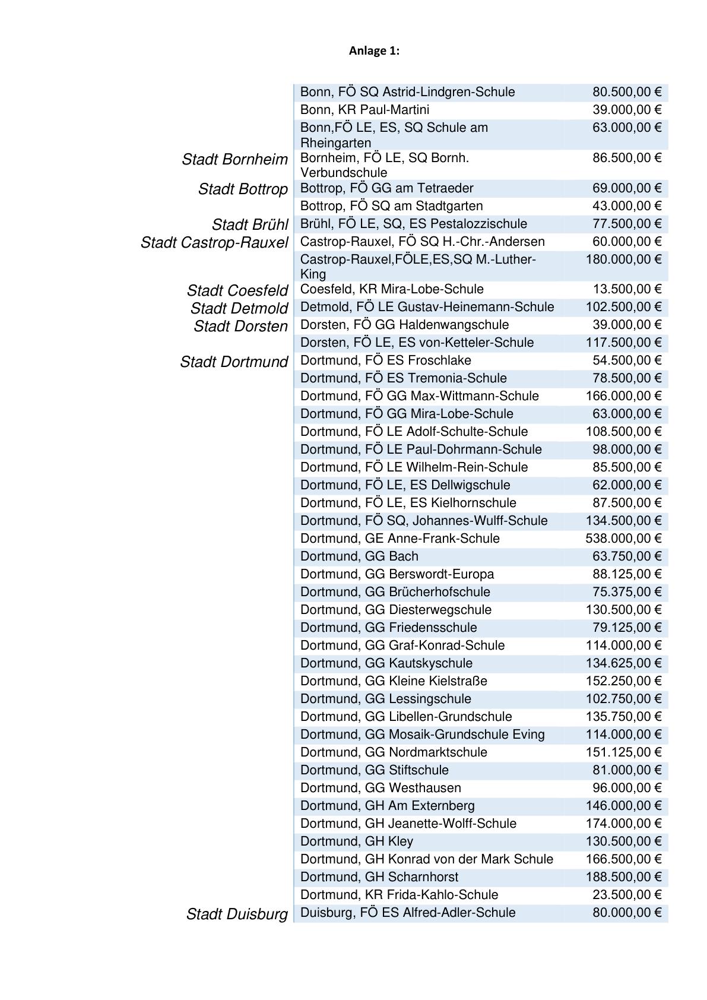 Anlage 1:
Bonn, FÖ SQ Astrid-Lindgren-Schule 80.500,00 €
Bonn, KR Paul-Martini 39.000,00 €
Bonn,FÖ LE, ES, SQ Schule am 63.000,00 €
Rheingarten
Stadt Bornheim Bornheim, FÖ LE, SQ Bornh. 86.500,00 €
Verbundschule
Stadt Bottrop Bottrop, FÖ GG am Tetraeder 69.000,00 €
Bottrop, FÖ SQ am Stadtgarten 43.000,00 €
Stadt Brühl Brühl, FÖ LE, SQ, ES Pestalozzischule 77.500,00 €
Stadt Castrop-Rauxel Castrop-Rauxel, FÖ SQ H.-Chr.-Andersen 60.000,00 €
Castrop-Rauxel,FÖLE,ES,SQ M.-Luther- 180.000,00 €
King
Stadt Coesfeld Coesfeld, KR Mira-Lobe-Schule 13.500,00 €
Stadt Detmold Detmold, FÖ LE Gustav-Heinemann-Schule 102.500,00 €
Stadt Dorsten Dorsten, FÖ GG Haldenwangschule 39.000,00 €
Dorsten, FÖ LE, ES von-Ketteler-Schule 117.500,00 €
Stadt Dortmund Dortmund, FÖ ES Froschlake 54.500,00 €
Dortmund, FÖ ES Tremonia-Schule 78.500,00 €
Dortmund, FÖ GG Max-Wittmann-Schule 166.000,00 €
Dortmund, FÖ GG Mira-Lobe-Schule 63.000,00 €
Dortmund, FÖ LE Adolf-Schulte-Schule 108.500,00 €
Dortmund, FÖ LE Paul-Dohrmann-Schule 98.000,00 €
Dortmund, FÖ LE Wilhelm-Rein-Schule 85.500,00 €
Dortmund, FÖ LE, ES Dellwigschule 62.000,00 €
Dortmund, FÖ LE, ES Kielhornschule 87.500,00 €
Dortmund, FÖ SQ, Johannes-Wulff-Schule 134.500,00 €
Dortmund, GE Anne-Frank-Schule 538.000,00 €
Dortmund, GG Bach 63.750,00 €
Dortmund, GG Berswordt-Europa 88.125,00 €
Dortmund, GG Brücherhofschule 75.375,00 €
Dortmund, GG Diesterwegschule 130.500,00 €
Dortmund, GG Friedensschule 79.125,00 €
Dortmund, GG Graf-Konrad-Schule 114.000,00 €
Dortmund, GG Kautskyschule 134.625,00 €
Dortmund, GG Kleine Kielstraße 152.250,00 €
Dortmund, GG Lessingschule 102.750,00 €
Dortmund, GG Libellen-Grundschule 135.750,00 €
Dortmund, GG Mosaik-Grundschule Eving 114.000,00 €
Dortmund, GG Nordmarktschule 151.125,00 €
Dortmund, GG Stiftschule 81.000,00 €
Dortmund, GG Westhausen 96.000,00 €
Dortmund, GH Am Externberg 146.000,00 €
Dortmund, GH Jeanette-Wolff-Schule 174.000,00 €
Dortmund, GH Kley 130.500,00 €
Dortmund, GH Konrad von der Mark Schule 166.500,00 €
Dortmund, GH Scharnhorst 188.500,00 €
Dortmund, KR Frida-Kahlo-Schule 23.500,00 €
Stadt Duisburg Duisburg, FÖ ES Alfred-Adler-Schule 80.000,00 €